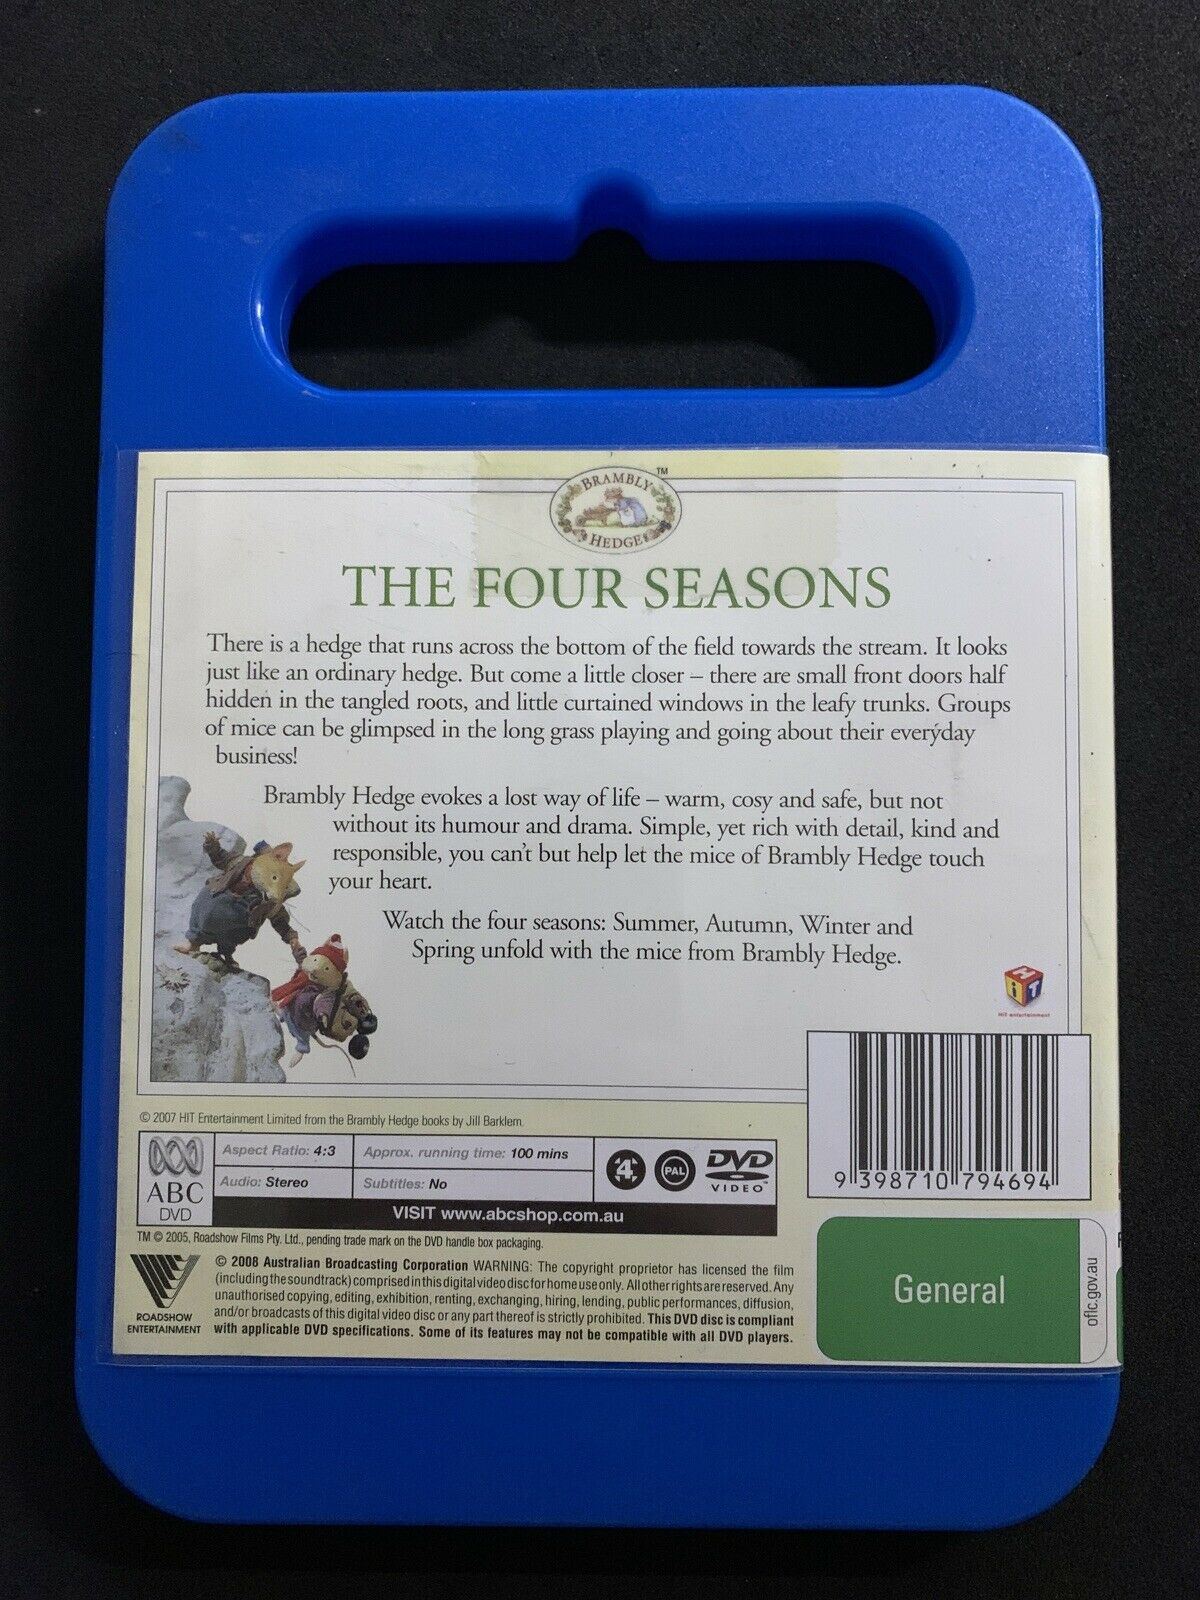 BRAMBLY TM
HEDGE
THE FOUR SEASONS
There is a hedge that runs across the bottom of the field towards the stream. It looks
just like an ordinary hedge. But come a little closer – there are small front doors half
hidden in the tangled roots, and little curtained windows in the leafy trunks. Groups
of mice can be glimpsed in the long grass playing and going about their everyday
business!
Brambly Hedge evokes a lost way of life – warm, cosy and safe, but not
without its humour and drama. Simple, yet rich with detail, kind and
responsible, you can't but help let the mice of Brambly Hedge touch
your heart.
Watch the four seasons: Summer, Autumn, Winter and
Spring unfold with the mice from Brambly Hedge.
HiT
HIT entertainment
© 2007 HIT Entertainment Limited from the Brambly Hedge books by Jill Barklem.
ABC
DVD
Aspect Ratio: 4:3
Approx. running time: 100 mins
Audio: Stereo
Subtitles: No
4
PAL
DVD
VIDEO
VISIT www.abcshop.com.au
9 398710 794694
TM © 2005, Roadshow Films Pty. Ltd., pending trade mark on the DVD handle box packaging.
ROADSHOW
ENTERTAINMENT
© 2008 Australian Broadcasting Corporation WARNING: The copyright proprietor has licensed the film
(including the soundtrack) comprised in this digital video disc for home use only. All other rights are reserved. Any
unauthorised copying, editing, exhibition, renting, exchanging, hiring, lending, public performances, diffusion,
and/or broadcasts of this digital video disc or any part thereof is strictly prohibited. This DVD disc is compliant
with applicable DVD specifications. Some of its features may not be compatible with all DVD players.
General
oflc.gov.au